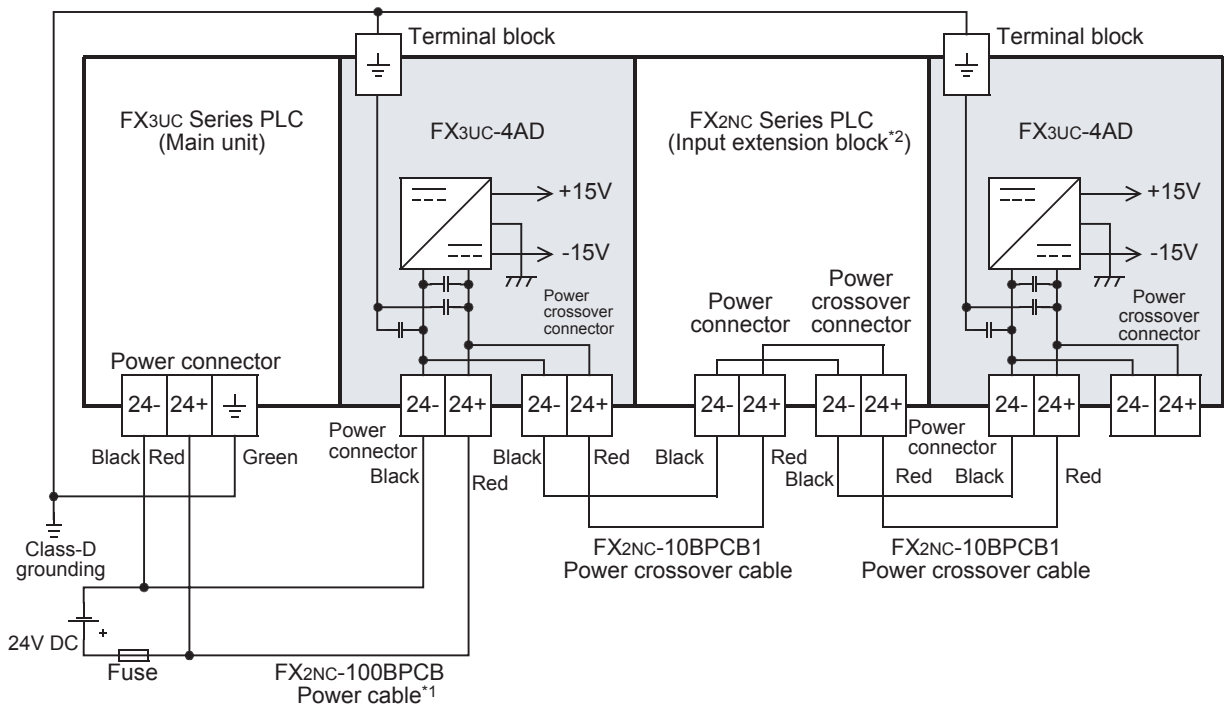 Terminal block
Terminal block
FX3UC Series PLC
(Main unit)
FX3UC-4AD
FX2NC Series PLC
(Input extension block*2)
FX3UC-4AD
+15V
-15V
+15V
-15V
Power
crossover
connector
Power
connector
Power
crossover
connector
Power
crossover
connector
Power connector
24- 24+
24- 24+
24- 24+
24- 24+
24- 24+
24- 24+
24- 24+
Power
connector
Power
connector
Black Red Green
Black Red
Black Red
Black Red
Black Red
Black Red
Class-D
grounding
FX2NC-10BPCB1
Power crossover cable
FX2NC-10BPCB1
Power crossover cable
+
24V DC
Fuse
FX2NC-100BPCB
Power cable*1